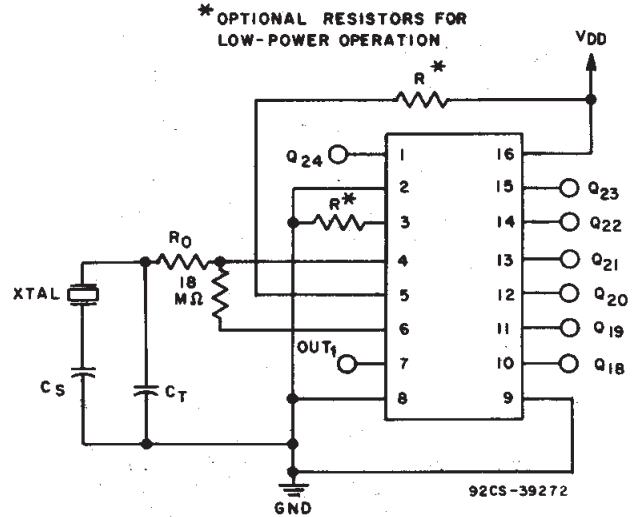 * OPTIONAL RESISTORS FOR
LOW-POWER OPERATION
VDD
R*
Q24
1
16
2
15
Q23
R*
3
14
Q22
RO
4
13
Q21
18
MΩ
XTAL
5
12
Q20
6
11
Q19
OUT1
7
10
Q18
CS
CT
8
9
92CS-39272
GND